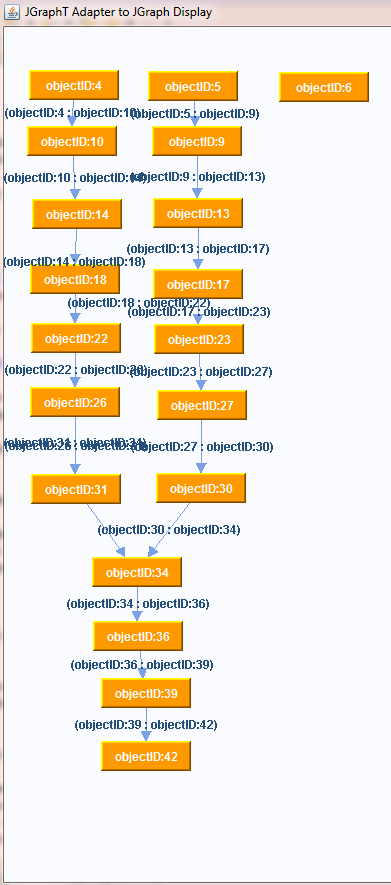 JGraphT Adapter to JGraph Display
objectID:4
objectID:5
objectID:6
(objectID:4 : objectID:10)
(objectID:5 : objectID:9)
objectID:10
objectID:9
(objectID:10 : objectID:14)
(objectID:9 : objectID:13)
objectID:14
objectID:13
(objectID:13 : objectID:17)
(objectID:14 : objectID:18)
objectID:18
objectID:17
(objectID:18 : objectID:22)
(objectID:17 : objectID:23)
objectID:22
objectID:23
(objectID:22 : objectID:26)
(objectID:23 : objectID:27)
objectID:26
objectID:27
(objectID:31 : objectID:34)
(objectID:26 : objectID:31)
(objectID:27 : objectID:30)
objectID:31
objectID:30
(objectID:30 : objectID:34)
objectID:34
(objectID:34 : objectID:36)
objectID:36
(objectID:36 : objectID:39)
objectID:39
(objectID:39 : objectID:42)
objectID:42